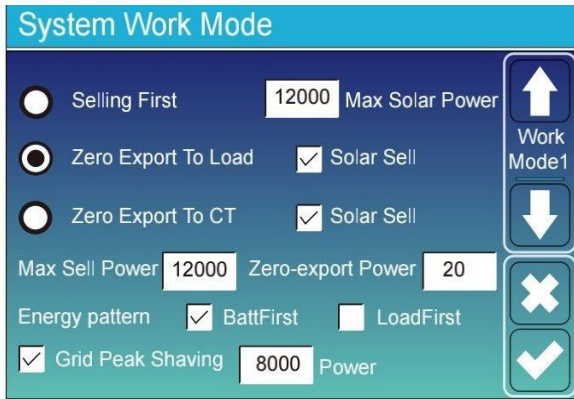 System Work Mode
Selling First 12000 Max Solar Power
Zero Export To Load Solar Sell
Work
Mode1
Zero Export To CT Solar Sell
Max Sell Power 12000 Zero-export Power 20
Energy pattern BattFirst LoadFirst
Grid Peak Shaving 8000 Power